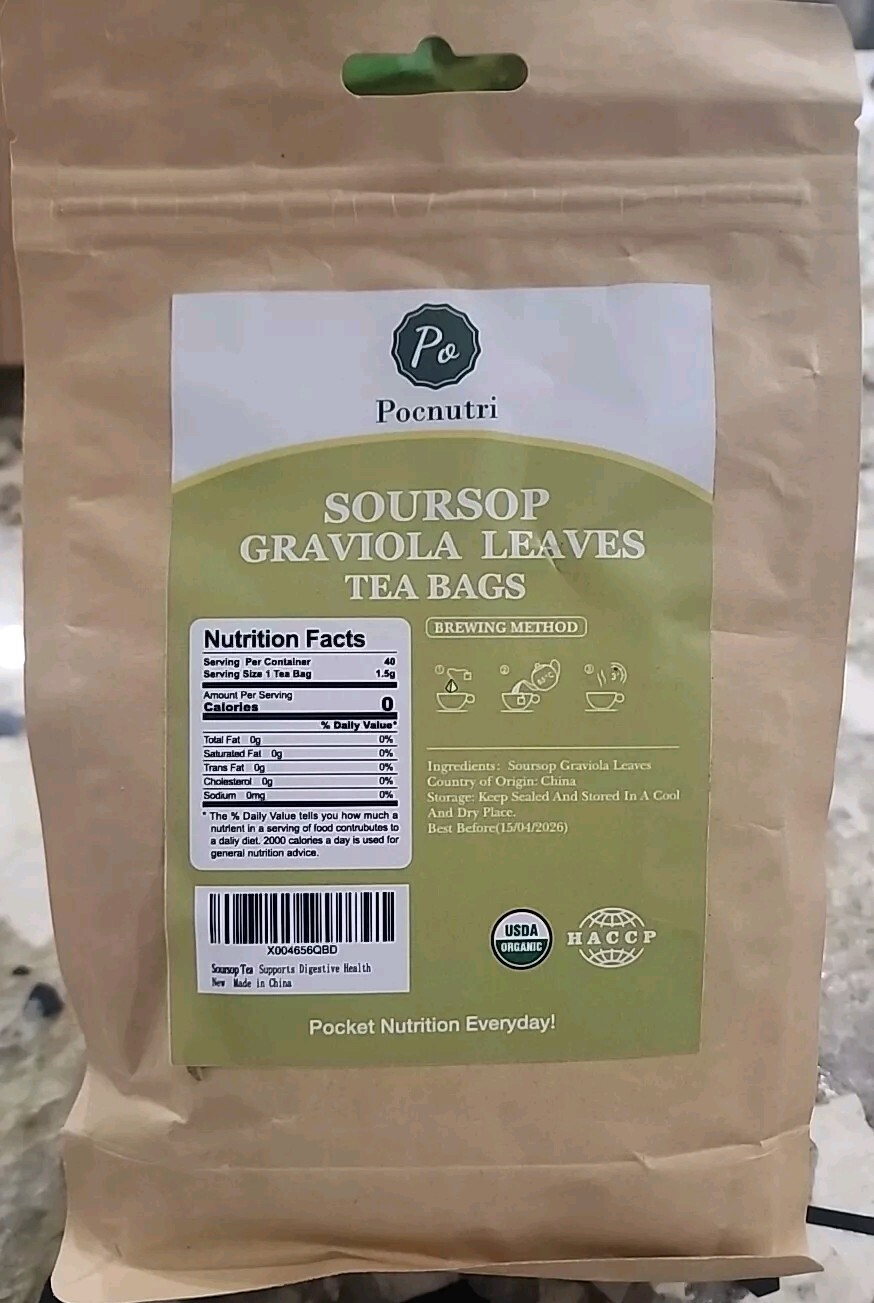 Po
Pocnutri
SOURSOP
GRAVIOLA LEAVES
TEA BAGS
Nutrition Facts
Serving Per Container 40
Serving Size 1 Tea Bag 1.5g
Amount Per Serving
Calories 0
% Daily Value*
Total Fat 0g 0%
Saturated Fat 0g 0%
Trans Fat 0g 0%
Cholesterol 0g 0%
Sodium 0mg 0%
* The % Daily Value tells you how much a
nutrient in a serving of food contrubutes to
a daily diet. 2000 calories a day is used for
general nutrition advice.
BREWING METHOD
① ② ③
Ingredients: Soursop Graviola Leaves
Country of Origin: China
Storage: Keep Sealed And Stored In A Cool
And Dry Place.
Best Before(15/04/2026)
X004656QBD
Soursop Tea Supports Digestive Health
New Made in China
USDA
ORGANIC
HACCP
Pocket Nutrition Everyday!